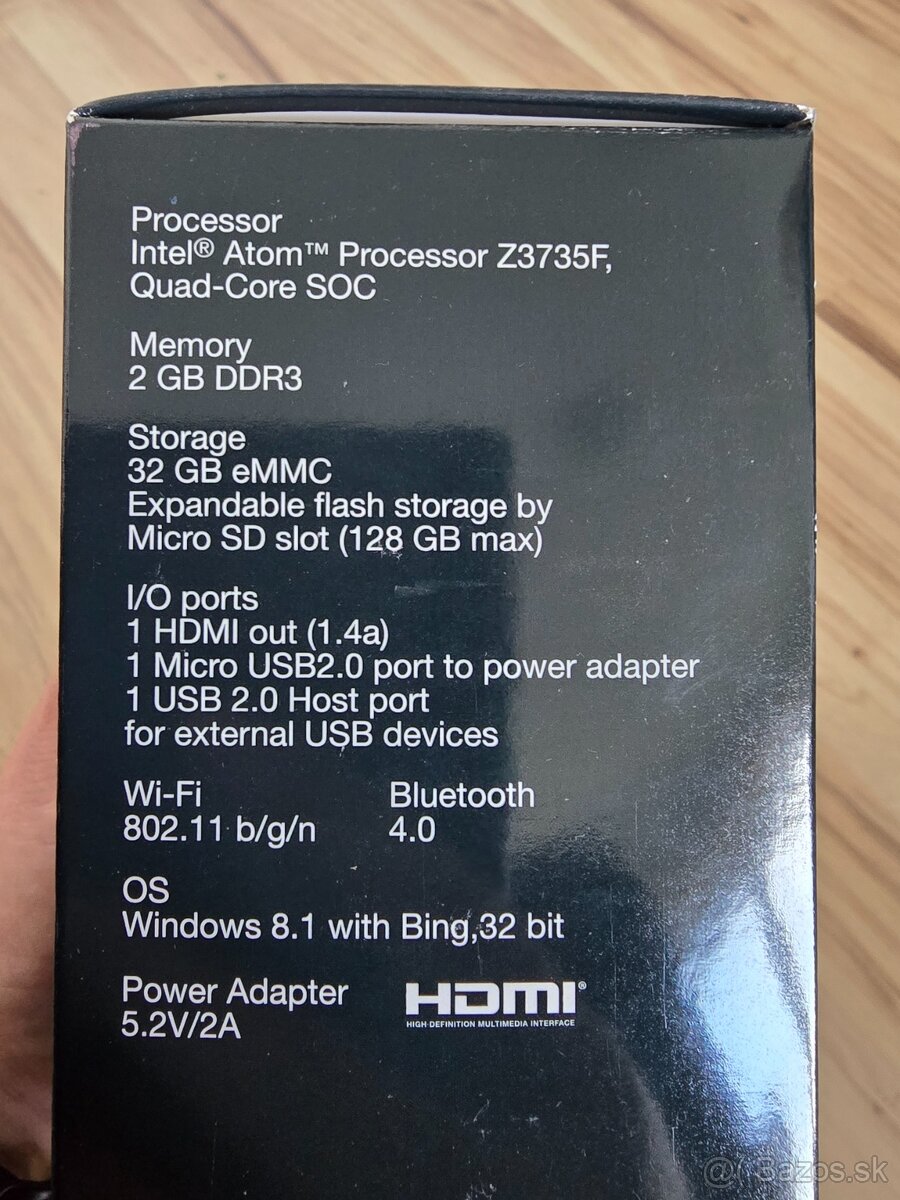 Processor
Intel® Atom™ Processor Z3735F,
Quad-Core SOC
Memory
2 GB DDR3
Storage
32 GB eMMC
Expandable flash storage by
Micro SD slot (128 GB max)
I/O ports
1 HDMI out (1.4a)
1 Micro USB2.0 port to power adapter
1 USB 2.0 Host port
for external USB devices
Wi-Fi Bluetooth
802.11 b/g/n 4.0
OS
Windows 8.1 with Bing,32 bit
Power Adapter
5.2V/2A
HDMI®
HIGH-DEFINITION MULTIMEDIA INTERFACE
@ Bazos.sk